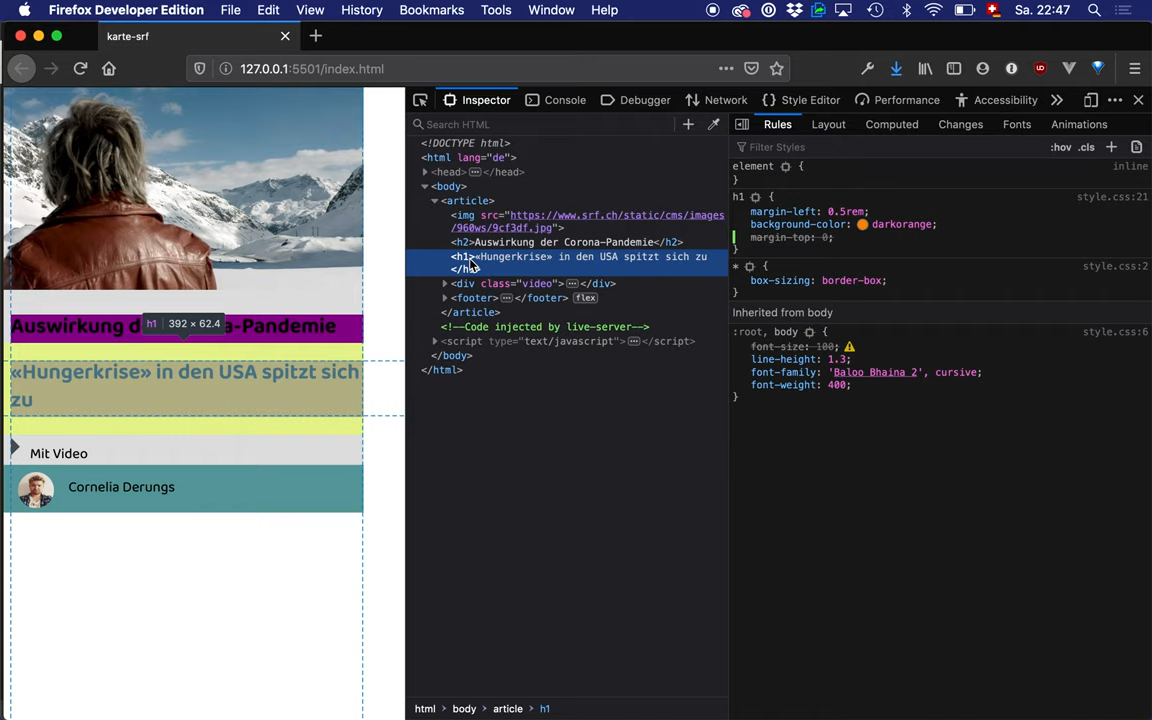 Firefox Developer Edition File Edit View History Bookmarks Tools Window Help Sa. 22:47
karte-srf
127.0.0.1:5501/index.html
Inspector Console Debugger Network Style Editor Performance Accessibility
Search HTML
<!DOCTYPE html>
<html lang="de">
<head> </head>
<body>
<article>
<img src="https://www.srf.ch/static/cms/images
/960ws/9cf3df.jpg">
<h2>Auswirkung der Corona-Pandemie</h2>
<h1>«Hungerkrise» in den USA spitzt sich zu
</h1>
<div class="video"> </div>
<footer> </footer> flex
</article>
<!--Code injected by live-server-->
<script type="text/javascript"> </script>
</body>
</html>
html body article h1
Rules Layout Computed Changes Fonts Animations
Filter Styles :hov .cls
element { inline
}
h1 { style.css:21
margin-left: 0.5rem;
background-color: darkorange;
margin-top: 0;
}
* { style.css:2
box-sizing: border-box;
}
Inherited from body
:root, body { style.css:6
font-size: 100;
line-height: 1.3;
font-family: 'Baloo Bhaina 2', cursive;
font-weight: 400;
}
Auswirkung d a-Pandemie
h1 392 × 62.4
«Hungerkrise» in den USA spitzt sich
zu
Mit Video
Cornelia Derungs